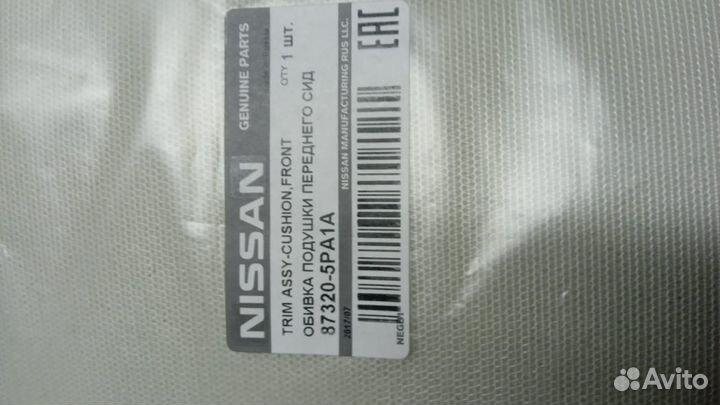 NISSAN GENUINE PARTS
TRIM ASSY-CUSHION,FRONT QTY 1 шт.
ОБИВКА ПОДУШКИ ПЕРЕДНЕГО СИД
87320-5PA1A
NISSAN MANUFACTURING RUS LLC.
2017/07
EAC
Avito